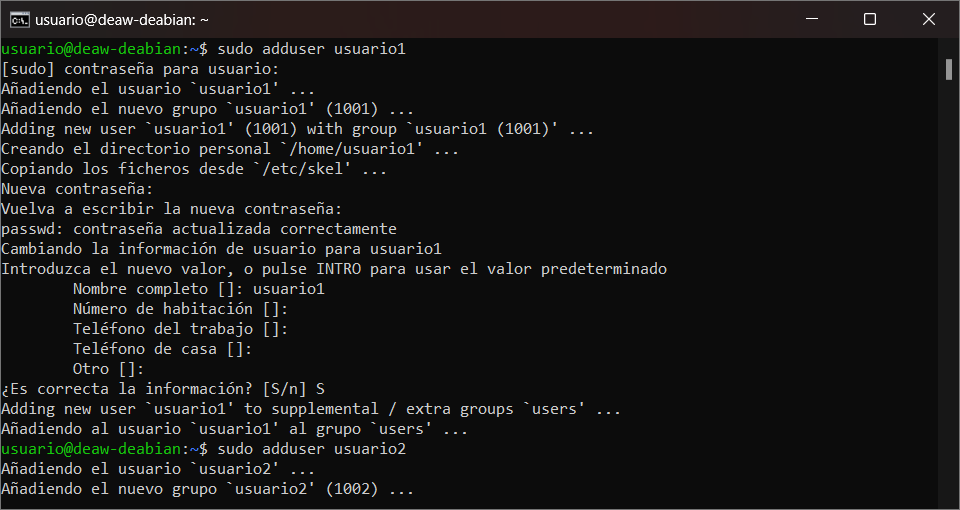 usuario@deaw-deabian: ~
usuario@deaw-deabian:~$ sudo adduser usuario1
[sudo] contraseña para usuario:
Añadiendo el usuario `usuario1' ...
Añadiendo el nuevo grupo `usuario1' (1001) ...
Adding new user `usuario1' (1001) with group `usuario1 (1001)' ...
Creando el directorio personal `/home/usuario1' ...
Copiando los ficheros desde `/etc/skel' ...
Nueva contraseña:
Vuelva a escribir la nueva contraseña:
passwd: contraseña actualizada correctamente
Cambiando la información de usuario para usuario1
Introduzca el nuevo valor, o pulse INTRO para usar el valor predeterminado
        Nombre completo []: usuario1
        Número de habitación []:
        Teléfono del trabajo []:
        Teléfono de casa []:
        Otro []:
¿Es correcta la información? [S/n] S
Adding new user `usuario1' to supplemental / extra groups `users' ...
Añadiendo al usuario `usuario1' al grupo `users' ...
usuario@deaw-deabian:~$ sudo adduser usuario2
Añadiendo el usuario `usuario2' ...
Añadiendo el nuevo grupo `usuario2' (1002) ...